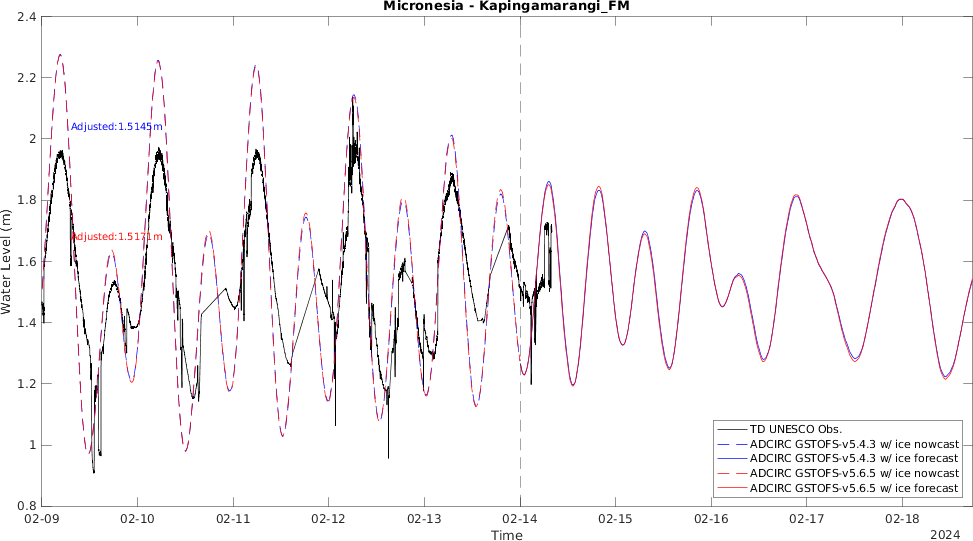 Micronesia - Kapingamarangi_FM
2.4
2.2
2
1.8
1.6
1.4
1.2
1
0.8
Water Level (m)
Adjusted:1.5145m
Adjusted:1.5171m
TD UNESCO Obs.
ADCIRC GSTOFS-v5.4.3 w/ ice nowcast
ADCIRC GSTOFS-v5.4.3 w/ ice forecast
ADCIRC GSTOFS-v5.6.5 w/ ice nowcast
ADCIRC GSTOFS-v5.6.5 w/ ice forecast
02-09 02-10 02-11 02-12 02-13 02-14 02-15 02-16 02-17 02-18
Time
2024